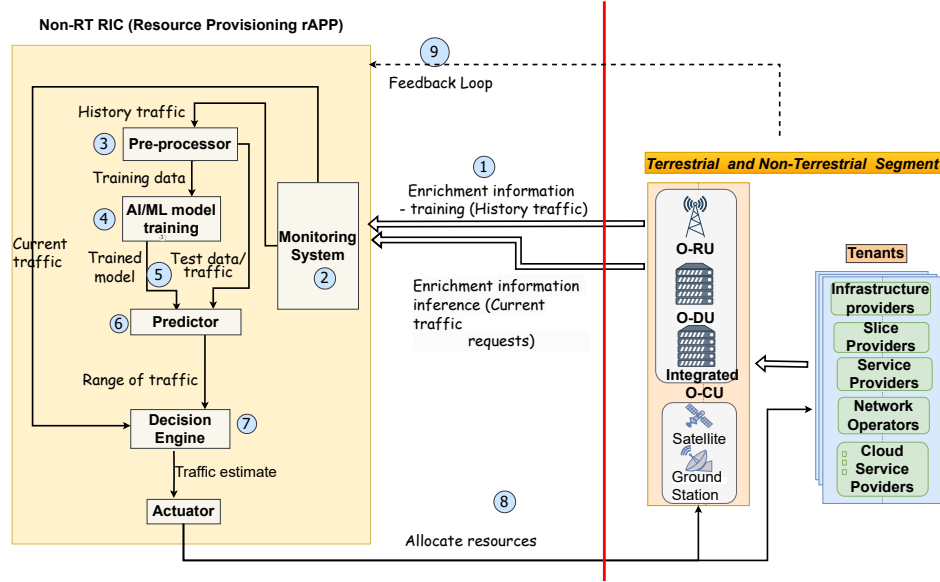 Non-RT RIC (Resource Provisioning rAPP)
9
Feedback Loop
History traffic
3
Pre-processor
Training data
4
AI/ML model
training
Current
traffic
Trained
model
5
Test data/
traffic
Monitoring
System
2
6
Predictor
Range of traffic
Decision
Engine
7
Traffic estimate
Actuator
1
Enrichment information
- training (History traffic)
Enrichment information
inference (Current
traffic
requests)
8
Allocate resources
Terrestrial and Non-Terrestrial Segment
O-RU
O-DU
Integrated
O-CU
Satellite
Ground
Station
Tenants
Infrastructure
providers
Slice
Providers
Service
Providers
Network
Operators
Cloud
Service
Poviders